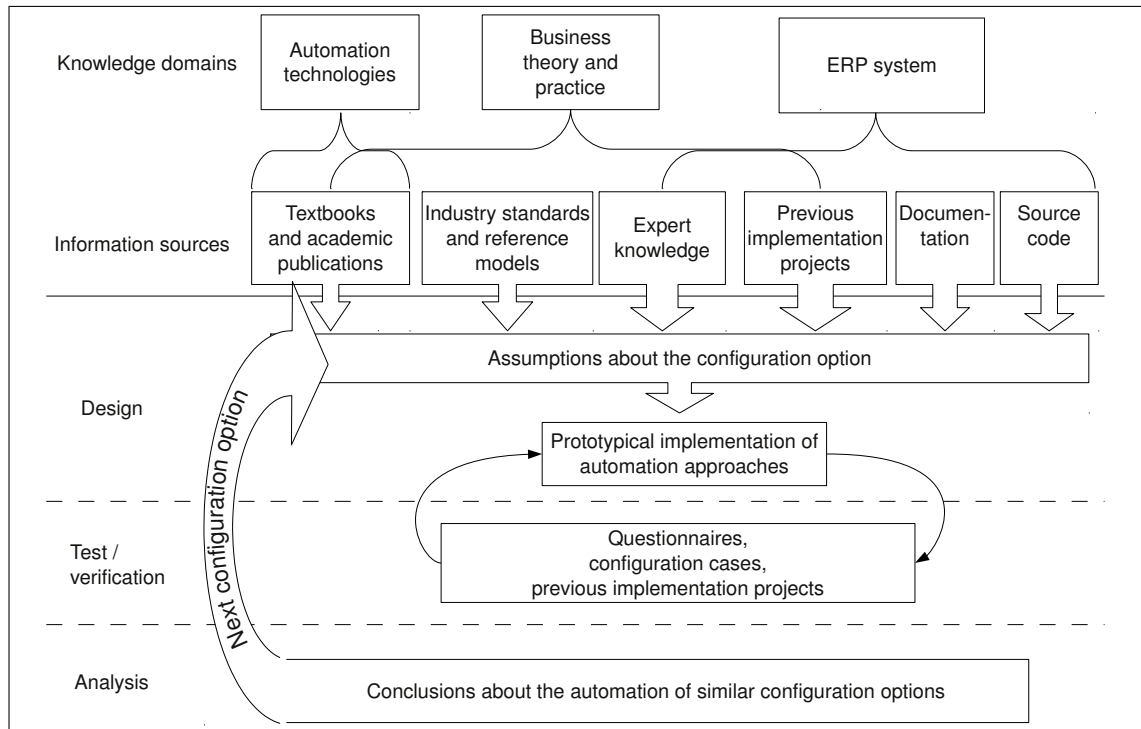 Knowledge domains
Automation
technologies
Business
theory and
practice
ERP system
Information sources
Textbooks
and academic
publications
Industry standards
and reference
models
Expert
knowledge
Previous
implementation
projects
Documen-
tation
Source
code
Assumptions about the configuration option
Design
Prototypical implementation of
automation approaches
Next configuration option
Test /
verification
Questionnaires,
configuration cases,
previous implementation projects
Analysis
Conclusions about the automation of similar configuration options